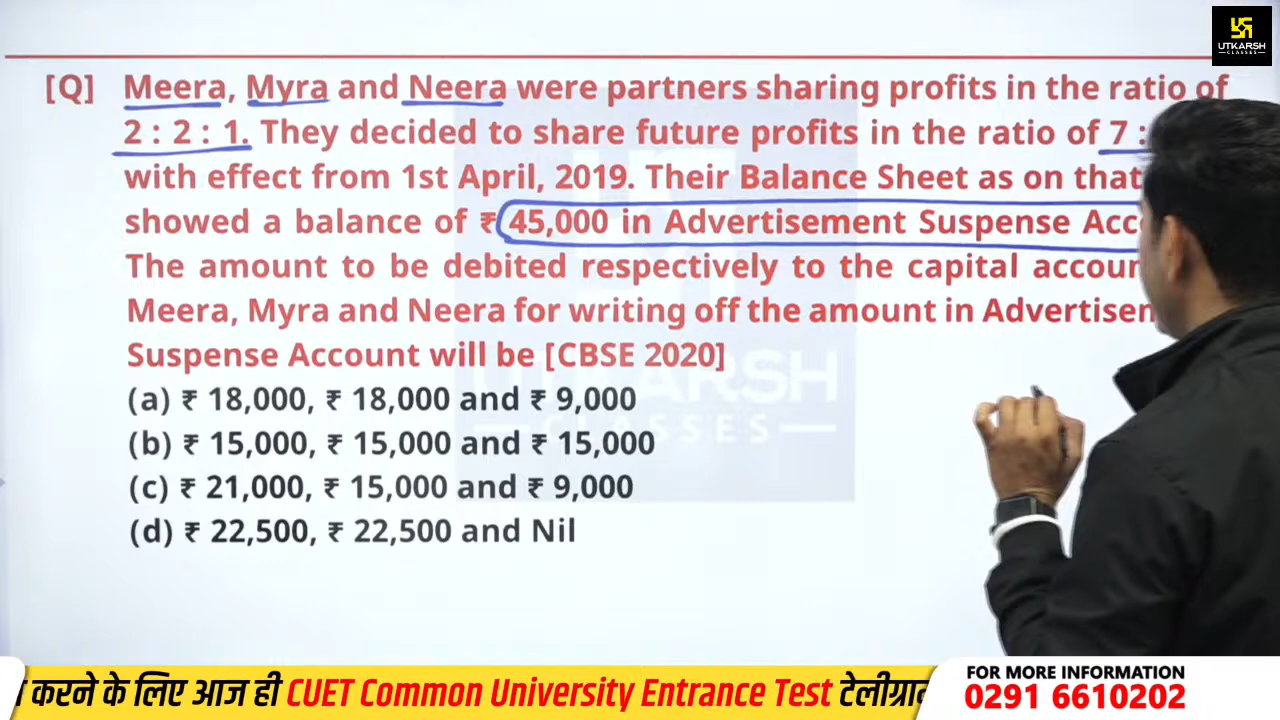 UTKARSH
CLASSES
[Q] Meera, Myra and Neera were partners sharing profits in the ratio of
2 : 2 : 1. They decided to share future profits in the ratio of 7 :
with effect from 1st April, 2019. Their Balance Sheet as on that
showed a balance of ₹ 45,000 in Advertisement Suspense
The amount to be debited respectively to the capital
Meera, Myra and Neera for writing off the amount in
Suspense Account will be [CBSE 2020]
(a) ₹ 18,000, ₹ 18,000 and ₹ 9,000
(b) ₹ 15,000, ₹ 15,000 and ₹ 15,000
(c) ₹ 21,000, ₹ 15,000 and ₹ 9,000
(d) ₹ 22,500, ₹ 22,500 and Nil
UTKARSH
CLASSES
करने के लिए आज ही CUET Common University Entrance Test
FOR MORE INFORMATION
0291 6610202